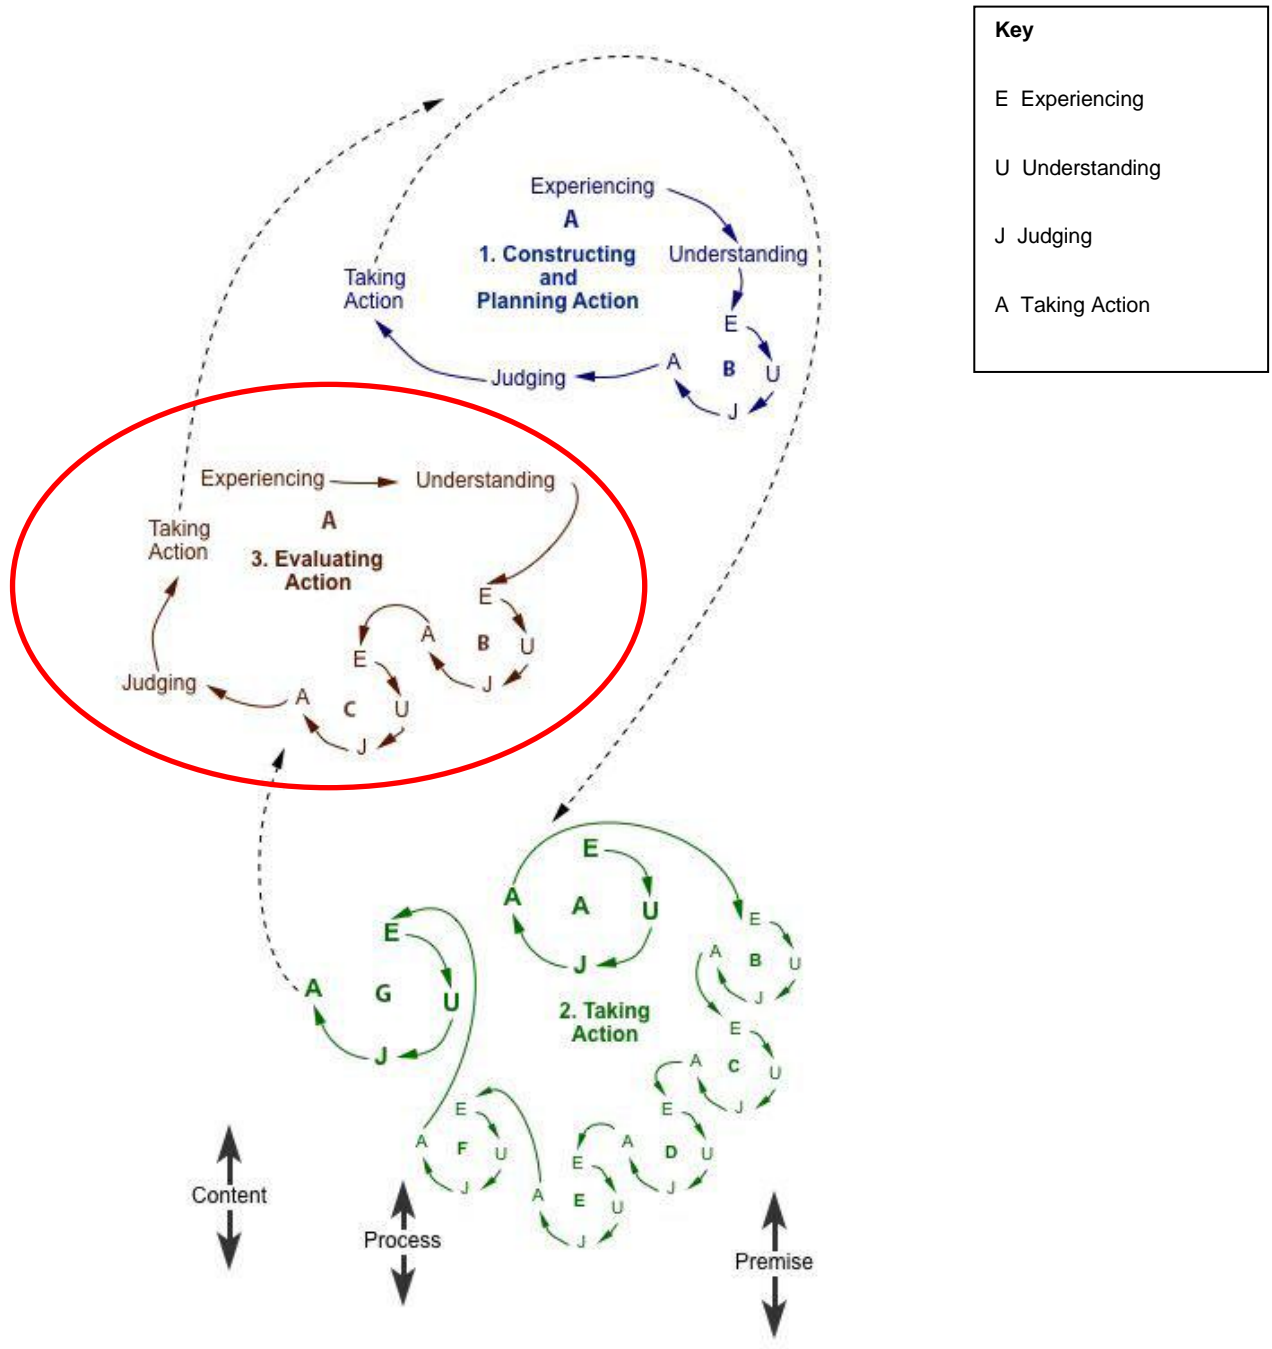 Key
E Experiencing
U Understanding
J Judging
A Taking Action
Experiencing
A
1. Constructing
and
Planning Action
Understanding
Taking
Action
E
U
J
A
B
Judging
Experiencing
Understanding
A
3. Evaluating
Action
Taking
Action
E
U
J
A
B
E
U
J
A
C
Judging
E
U
J
A
A
2. Taking
Action
E
U
J
A
B
E
U
J
A
C
E
U
J
A
D
E
U
J
A
E
E
U
J
A
F
E
U
J
A
G
Content
Process
Premise